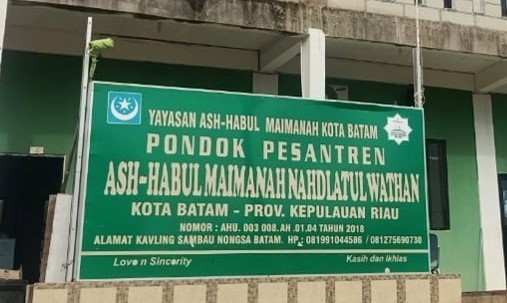 YAYASAN ASH-HABUL MAIMANAH KOTA BATAM
PONDOK PESANTREN
ASH-HABUL MAIMANAH NAHDLATUL WATHAN
KOTA BATAM - PROV. KEPULAUAN RIAU
NOMOR : AHU. 003 008.AH .01.04 TAHUN 2018
ALAMAT KAVLING SAMBAU NONGSA BATAM. HP : 081991044586 / 081275690730
Love n Sincority
Kasih dan Ikhlas